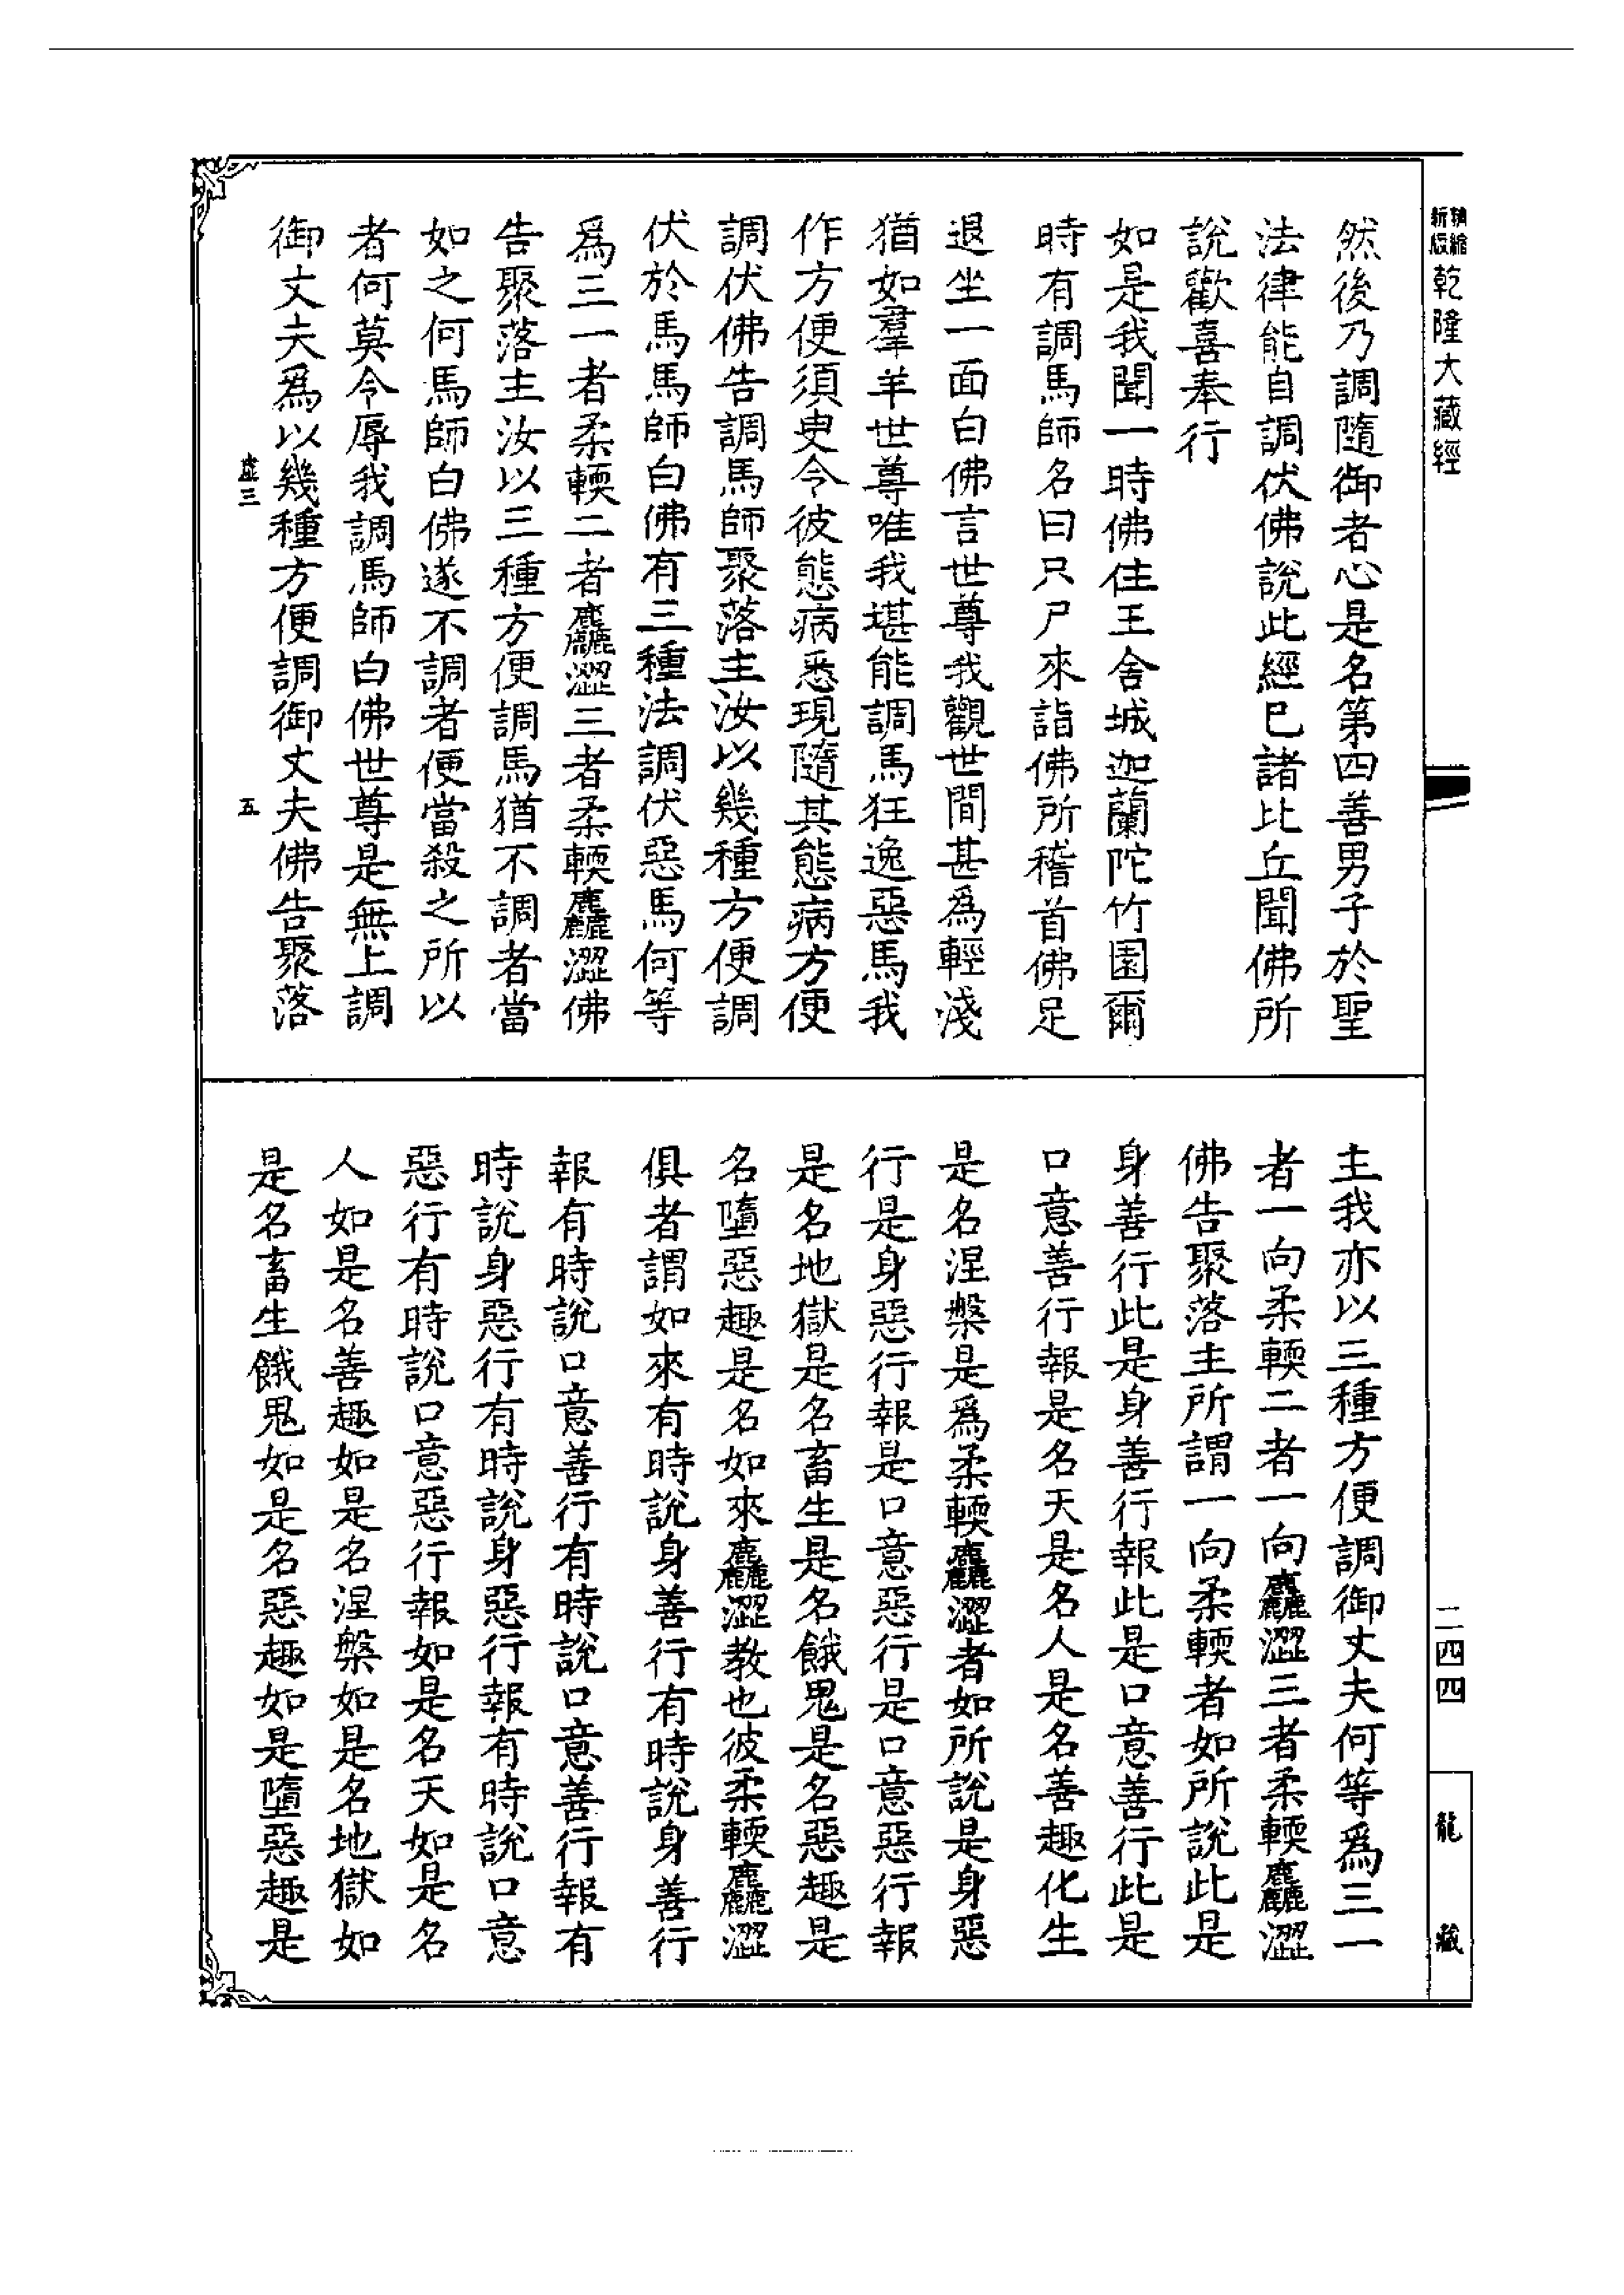 精縮新版乾隆大藏經
然後乃調隨御者心是名第四善男子於聖
法律能自調伏佛說此經已諸比丘聞佛所
說歡喜奉行
如是我聞一時佛住王舍城迦蘭陀竹園爾
時有調馬師名曰只尸來詣佛所稽首佛足
退坐一面白佛言世尊我觀世間甚為輕淺
猶如羣羊世尊唯我堪能調馬狂逸惡馬我
作方便須臾令彼態病悉現隨其態病方便
調伏佛告調馬師聚落主汝以幾種方便調
伏於馬馬師白佛有三種法調伏惡馬何等
為三一者柔輭二者麤澀三者柔輭麤澀佛
告聚落主汝以三種方便調馬猶不調者當
如之何馬師白佛遂不調者便當殺之所以
者何莫令辱我調馬師白佛世尊是無上調
御丈夫為以幾種方便調御丈夫佛告聚落
虛三 五
主我亦以三種方便調御丈夫何等為三一
者一向柔輭二者一向麤澀三者柔輭麤澀
佛告聚落主所謂一向柔輭者如所說此是
身善行此是身善行報此是口意善行此是
口意善行報是名天是名人是名善趣化生
是名涅槃是為柔輭麤澀者如所說是身惡
行是身惡行報是口意惡行是口意惡行報
是名地獄是名畜生是名餓鬼是名惡趣是
名墮惡趣是名如來麤澀教也彼柔輭麤澀
俱者謂如來有時說身善行有時說身善行
報有時說口意善行有時說口意善行報有
時說身惡行有時說身惡行報有時說口意
惡行有時說口意惡行報如是名天如是名
人如是名善趣如是名涅槃如是名地獄如
是名畜生餓鬼如是名惡趣如是墮惡趣是
二四四
龍藏